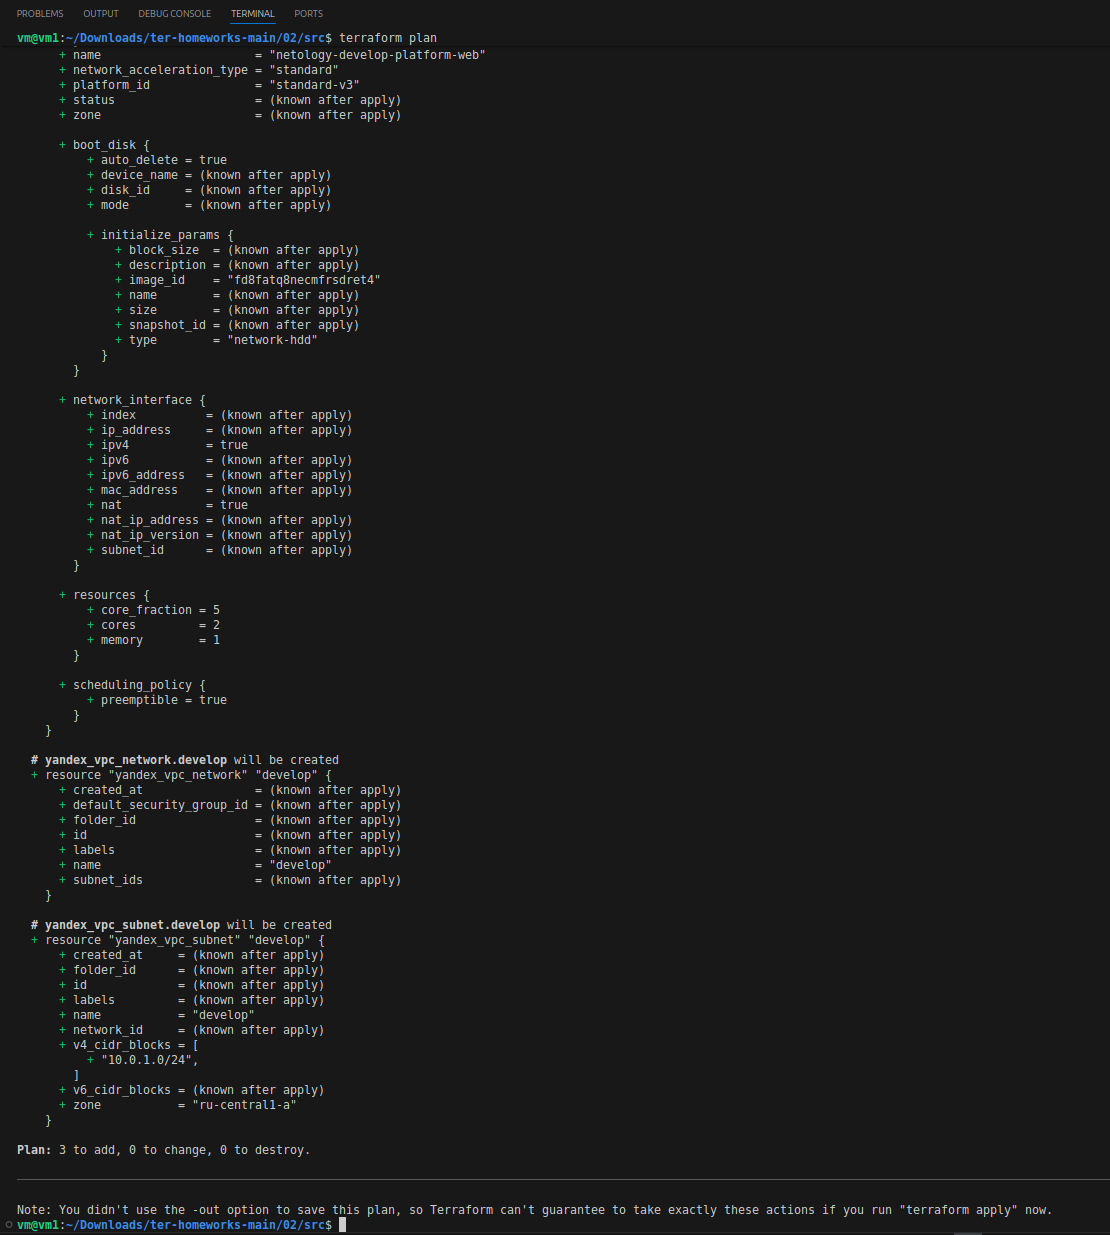 PROBLEMS OUTPUT DEBUG CONSOLE TERMINAL PORTS
vm@vm1:~/Downloads/ter-homeworks-main/02/src$ terraform plan
+ name = "netology-develop-platform-web"
+ network_acceleration_type = "standard"
+ platform_id = "standard-v3"
+ status = (known after apply)
+ zone = (known after apply)
+ boot_disk {
+ auto_delete = true
+ device_name = (known after apply)
+ disk_id = (known after apply)
+ mode = (known after apply)
+ initialize_params {
+ block_size = (known after apply)
+ description = (known after apply)
+ image_id = "fd8fatq8necmfrsdret4"
+ name = (known after apply)
+ size = (known after apply)
+ snapshot_id = (known after apply)
+ type = "network-hdd"
}
}
+ network_interface {
+ index = (known after apply)
+ ip_address = (known after apply)
+ ipv4 = true
+ ipv6 = (known after apply)
+ ipv6_address = (known after apply)
+ mac_address = (known after apply)
+ nat = true
+ nat_ip_address = (known after apply)
+ nat_ip_version = (known after apply)
+ subnet_id = (known after apply)
}
+ resources {
+ core_fraction = 5
+ cores = 2
+ memory = 1
}
+ scheduling_policy {
+ preemptible = true
}
}
# yandex_vpc_network.develop will be created
+ resource "yandex_vpc_network" "develop" {
+ created_at = (known after apply)
+ default_security_group_id = (known after apply)
+ folder_id = (known after apply)
+ id = (known after apply)
+ labels = (known after apply)
+ name = "develop"
+ subnet_ids = (known after apply)
}
# yandex_vpc_subnet.develop will be created
+ resource "yandex_vpc_subnet" "develop" {
+ created_at = (known after apply)
+ folder_id = (known after apply)
+ id = (known after apply)
+ labels = (known after apply)
+ name = "develop"
+ network_id = (known after apply)
+ v4_cidr_blocks = [
+ "10.0.1.0/24",
]
+ v6_cidr_blocks = (known after apply)
+ zone = "ru-central1-a"
}
Plan: 3 to add, 0 to change, 0 to destroy.
Note: You didn't use the -out option to save this plan, so Terraform can't guarantee to take exactly these actions if you run "terraform apply" now.
vm@vm1:~/Downloads/ter-homeworks-main/02/src$